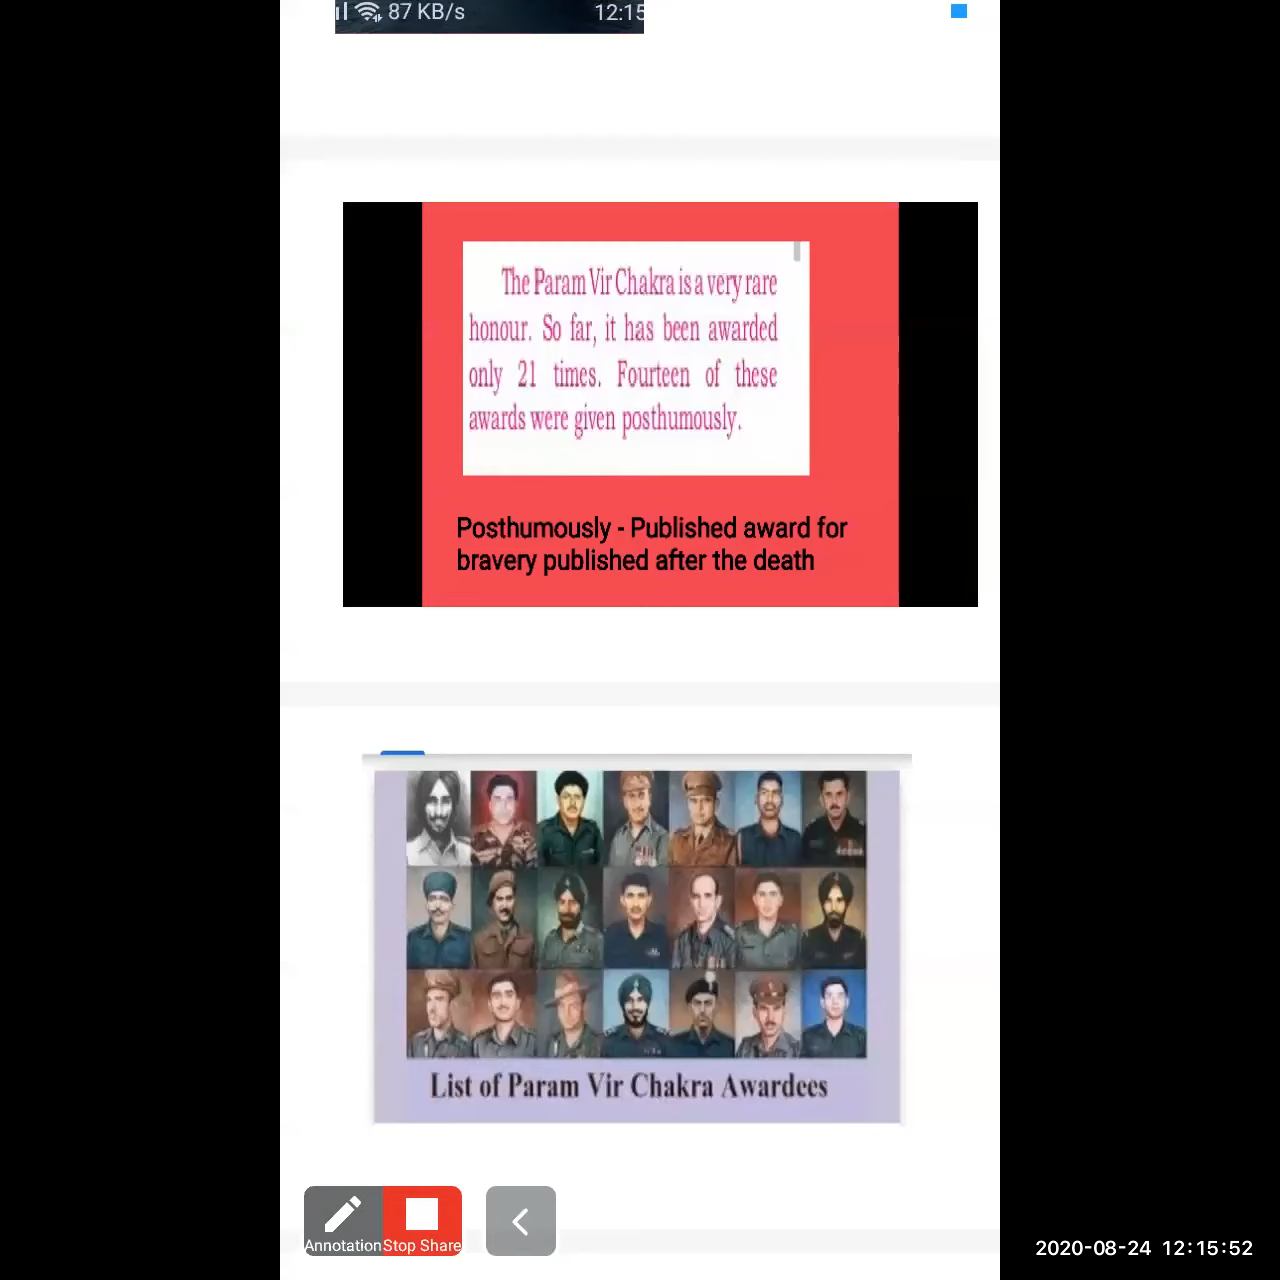 87 KB/s
12:15
The Param Vir Chakra is a very rare
honour. So far, it has been awarded
only 21 times. Fourteen of these
awards were given posthumously.
Posthumously - Published award for
bravery published after the death
List of Param Vir Chakra Awardees
Annotation
Stop Share
2020-08-24 12:15:52